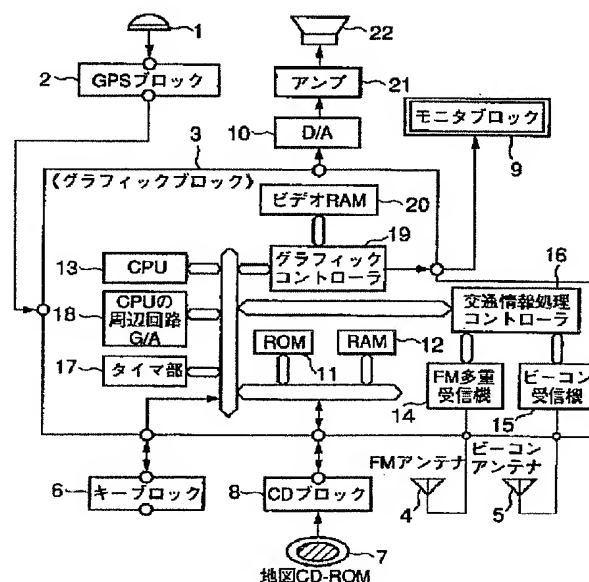 1
22
2
GPSブロック
アンプ
21
10
D/A
モニタブロック
9
3
《グラフィックブロック》
ビデオRAM
20
19
13
CPU
グラフィック
コントローラ
16
18
CPUの
周辺回路
G/A
交通情報処理
コントローラ
17
タイマ部
ROM
11
RAM
12
FM多重
受信機
14
ビーコン
受信機
15
6
キーブロック
8
CDブロック
FMアンテナ
4
ビーコン
アンテナ
5
7
地図CD-ROM